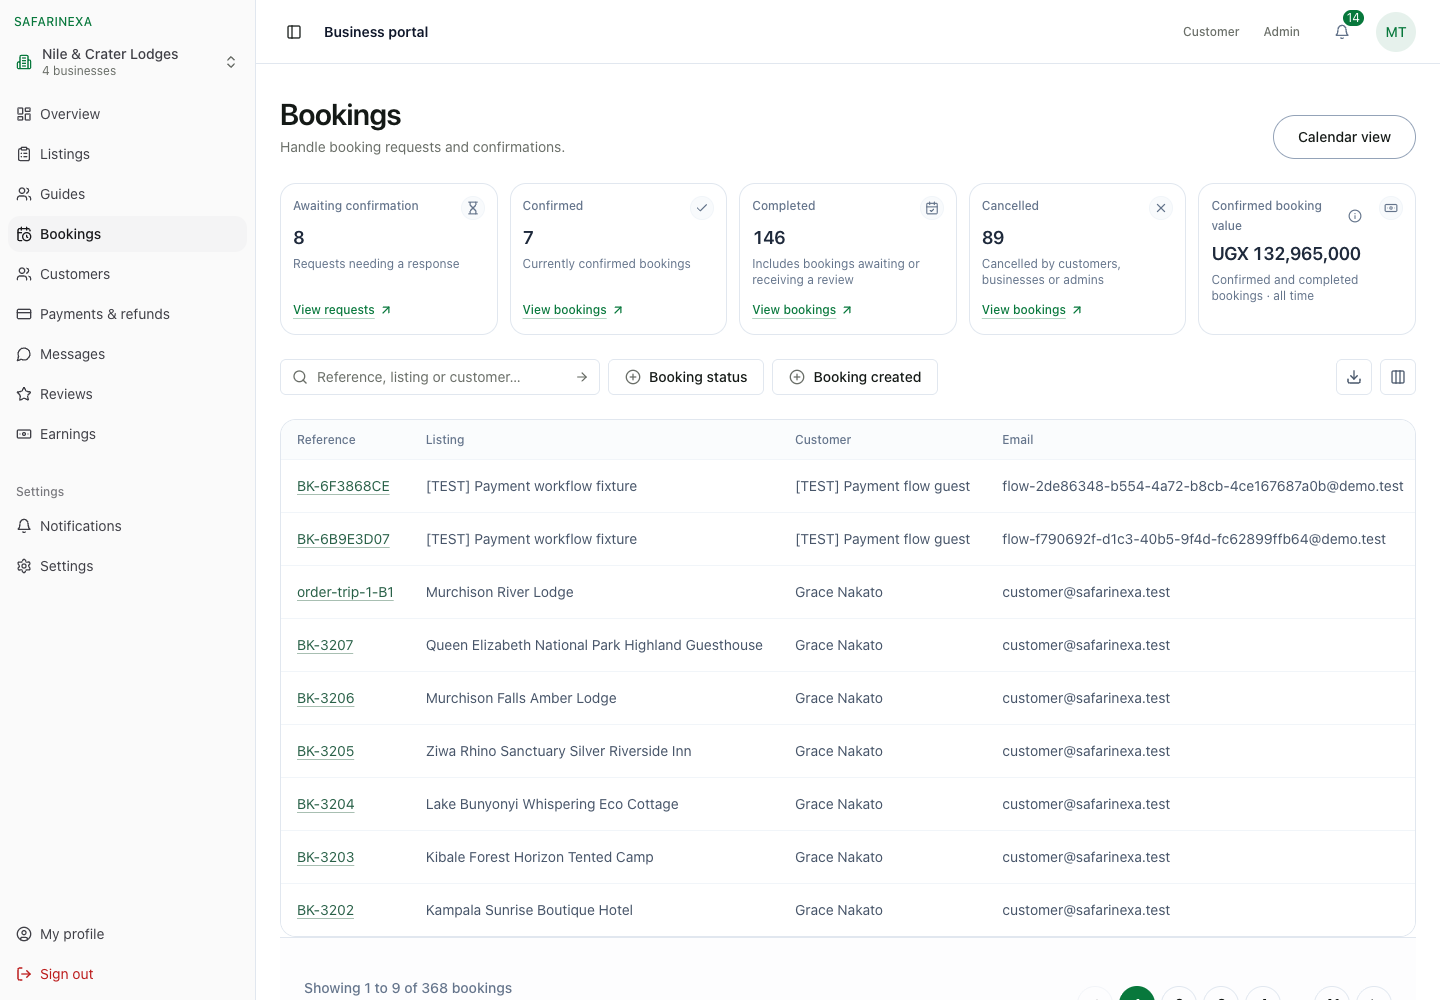 SAFARINEXA
Nile & Crater Lodges
4 businesses
Overview
Listings
Guides
Bookings
Customers
Payments & refunds
Messages
Reviews
Earnings
Settings
Notifications
Settings
My profile
Sign out
Business portal
Customer
Admin
14
MT
Bookings
Handle booking requests and confirmations.
Calendar view
Awaiting confirmation
8
Requests needing a response
View requests
Confirmed
7
Currently confirmed bookings
View bookings
Completed
146
Includes bookings awaiting or
receiving a review
View bookings
Cancelled
89
Cancelled by customers,
businesses or admins
View bookings
Confirmed booking
value
UGX 132,965,000
Confirmed and completed
bookings · all time
Reference, listing or customer...
Booking status
Booking created
Reference Listing Customer Email
BK-6F3868CE [TEST] Payment workflow fixture [TEST] Payment flow guest flow-2de86348-b554-4a72-b8cb-4ce167687a0b@demo.test
BK-6B9E3D07 [TEST] Payment workflow fixture [TEST] Payment flow guest flow-f790692f-d1c3-40b5-9f4d-fc62899ffb64@demo.test
order-trip-1-B1 Murchison River Lodge Grace Nakato customer@safarinexa.test
BK-3207 Queen Elizabeth National Park Highland Guesthouse Grace Nakato customer@safarinexa.test
BK-3206 Murchison Falls Amber Lodge Grace Nakato customer@safarinexa.test
BK-3205 Ziwa Rhino Sanctuary Silver Riverside Inn Grace Nakato customer@safarinexa.test
BK-3204 Lake Bunyonyi Whispering Eco Cottage Grace Nakato customer@safarinexa.test
BK-3203 Kibale Forest Horizon Tented Camp Grace Nakato customer@safarinexa.test
BK-3202 Kampala Sunrise Boutique Hotel Grace Nakato customer@safarinexa.test
Showing 1 to 9 of 368 bookings